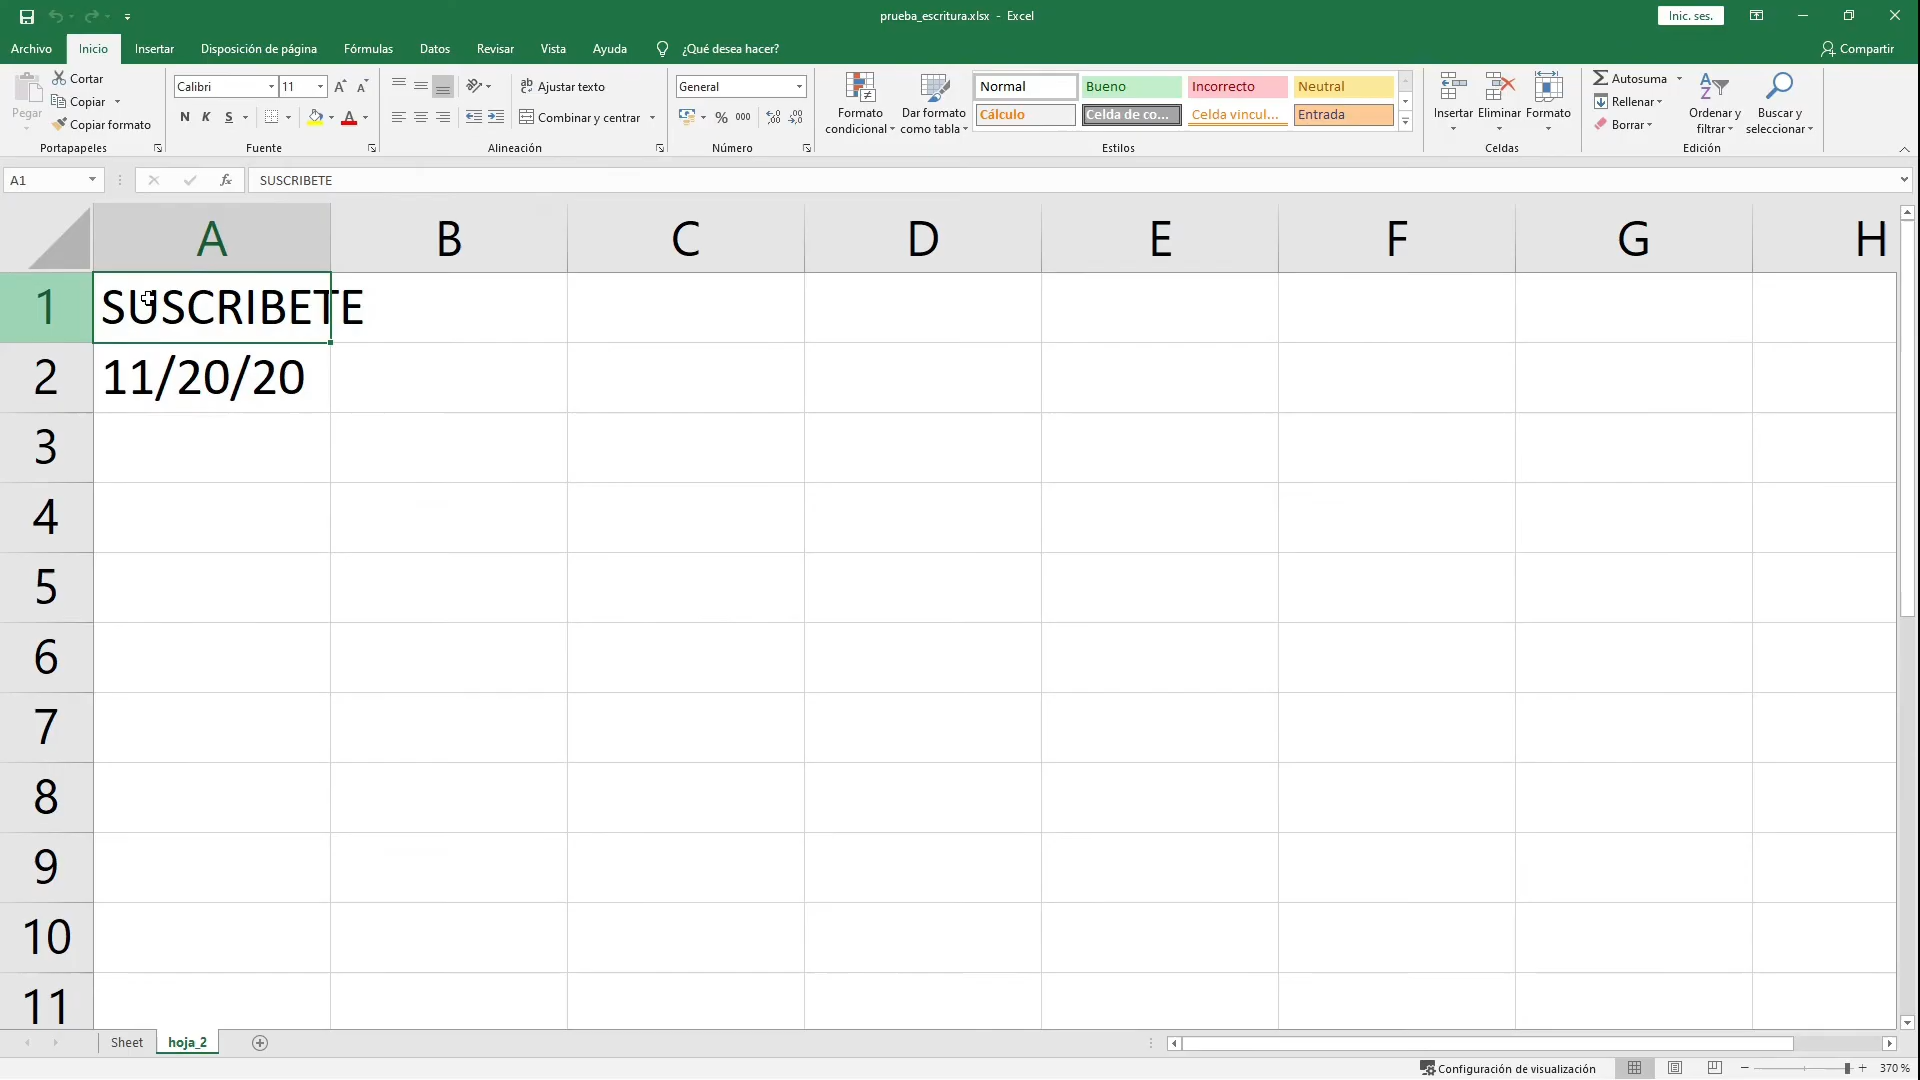 prueba_escritura.xlsx - Excel
Inic. ses.
Archivo Inicio Insertar Disposición de página Fórmulas Datos Revisar Vista Ayuda ¿Qué desea hacer? Compartir
Pegar
Cortar
Copiar
Copiar formato
Portapapeles
Calibri 11
N K S
Fuente
Ajustar texto
Combinar y centrar
Alineación
General
% 000
Número
Formato condicional
Dar formato como tabla
Normal Bueno Incorrecto Neutral
Cálculo Celda de co... Celda vincul... Entrada
Estilos
Insertar Eliminar Formato
Celdas
Autosuma
Rellenar
Borrar
Ordenar y filtrar
Buscar y seleccionar
Edición
A1 fx SUSCRIBETE
A B C D E F G H
1 SUSCRIBETE
2 11/20/20
3
4
5
6
7
8
9
10
11
Sheet hoja_2
Configuración de visualización 370 %